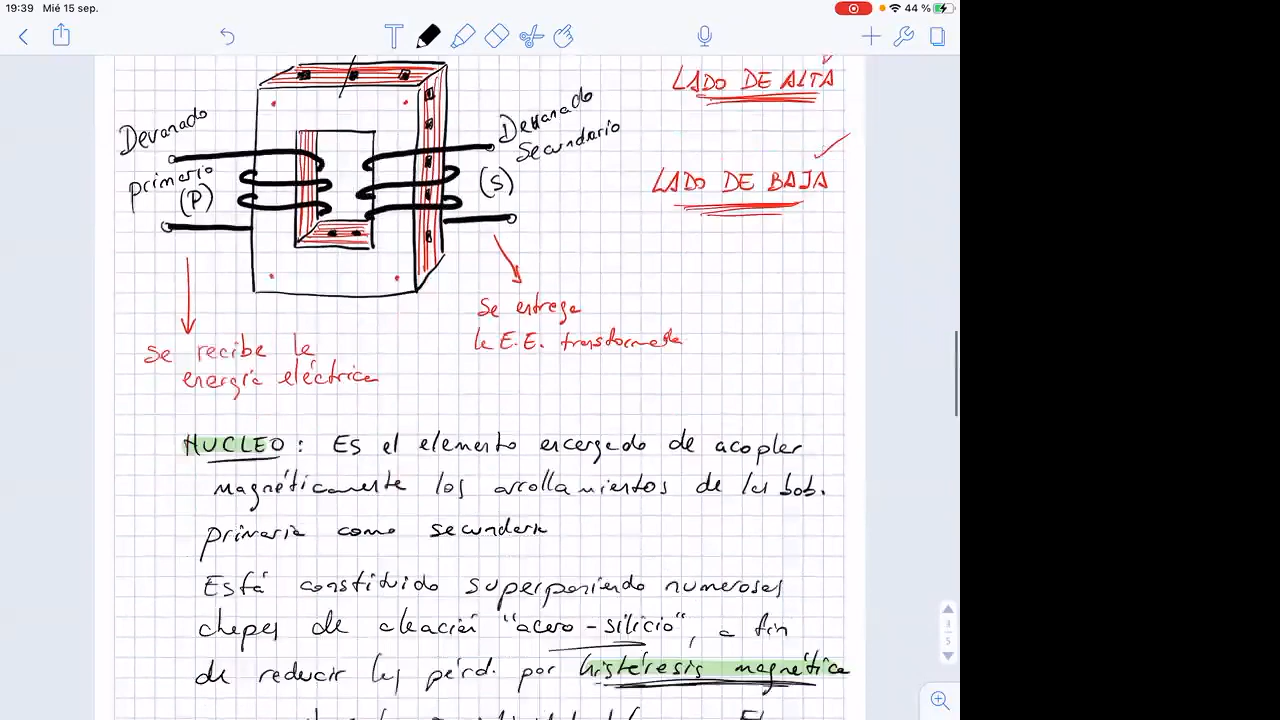 19:39 Mié 15 sep.
44 %
T
LADO DE ALTA
Devanado
primario
(P)
Devanado
Secundario
(S)
LADO DE BAJA
Se entrega
la E.E. transformada
se recibe la
energía eléctrica
NUCLEO: Es el elemento encargado de acoplar
magnéticamente los arrollamientos de las bob.
primaria como secundaria
Está constituido superponiendo numerosas
chapas de aleación "acero-silicio", a fin
de reducir las pérd. por histéresis magnética
3
5